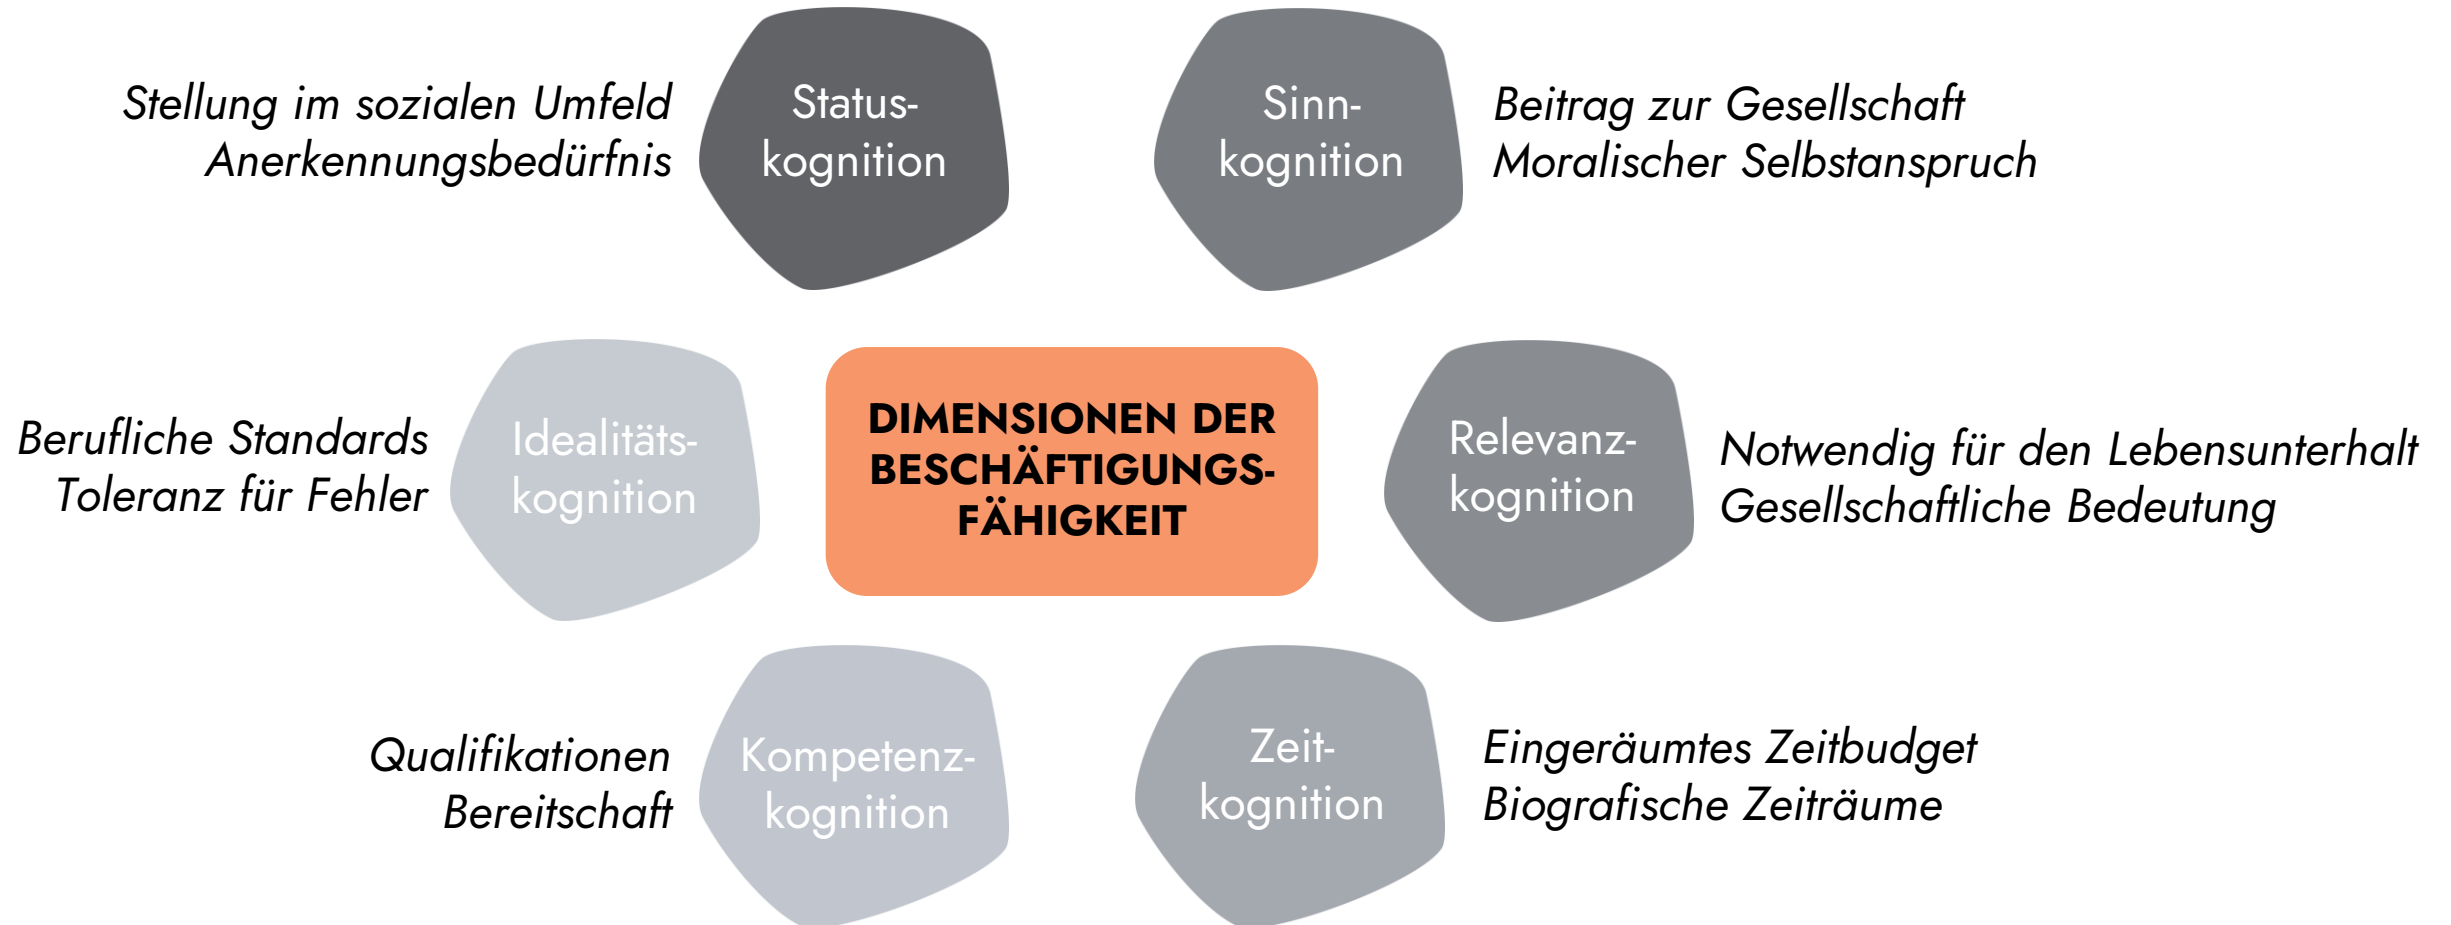 Stellung im sozialen Umfeld
Anerkennungsbedürfnis
Status-
kognition
Sinn-
kognition
Beitrag zur Gesellschaft
Moralischer Selbstanspruch
Berufliche Standards
Toleranz für Fehler
Idealitäts-
kognition
DIMENSIONEN DER
BESCHÄFTIGUNGS-
FÄHIGKEIT
Relevanz-
kognition
Notwendig für den Lebensunterhalt
Gesellschaftliche Bedeutung
Qualifikationen
Bereitschaft
Kompetenz-
kognition
Zeit-
kognition
Eingeräumtes Zeitbudget
Biografische Zeiträume